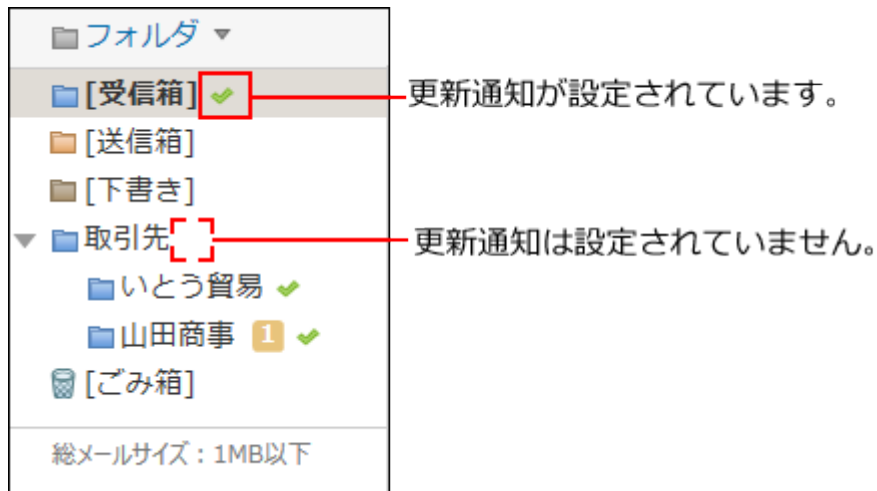 フォルダ
[受信箱]
更新通知が設定されています。
[送信箱]
[下書き]
取引先
更新通知は設定されていません。
いとう貿易
山田商事 1
[ごみ箱]
総メールサイズ：1MB以下